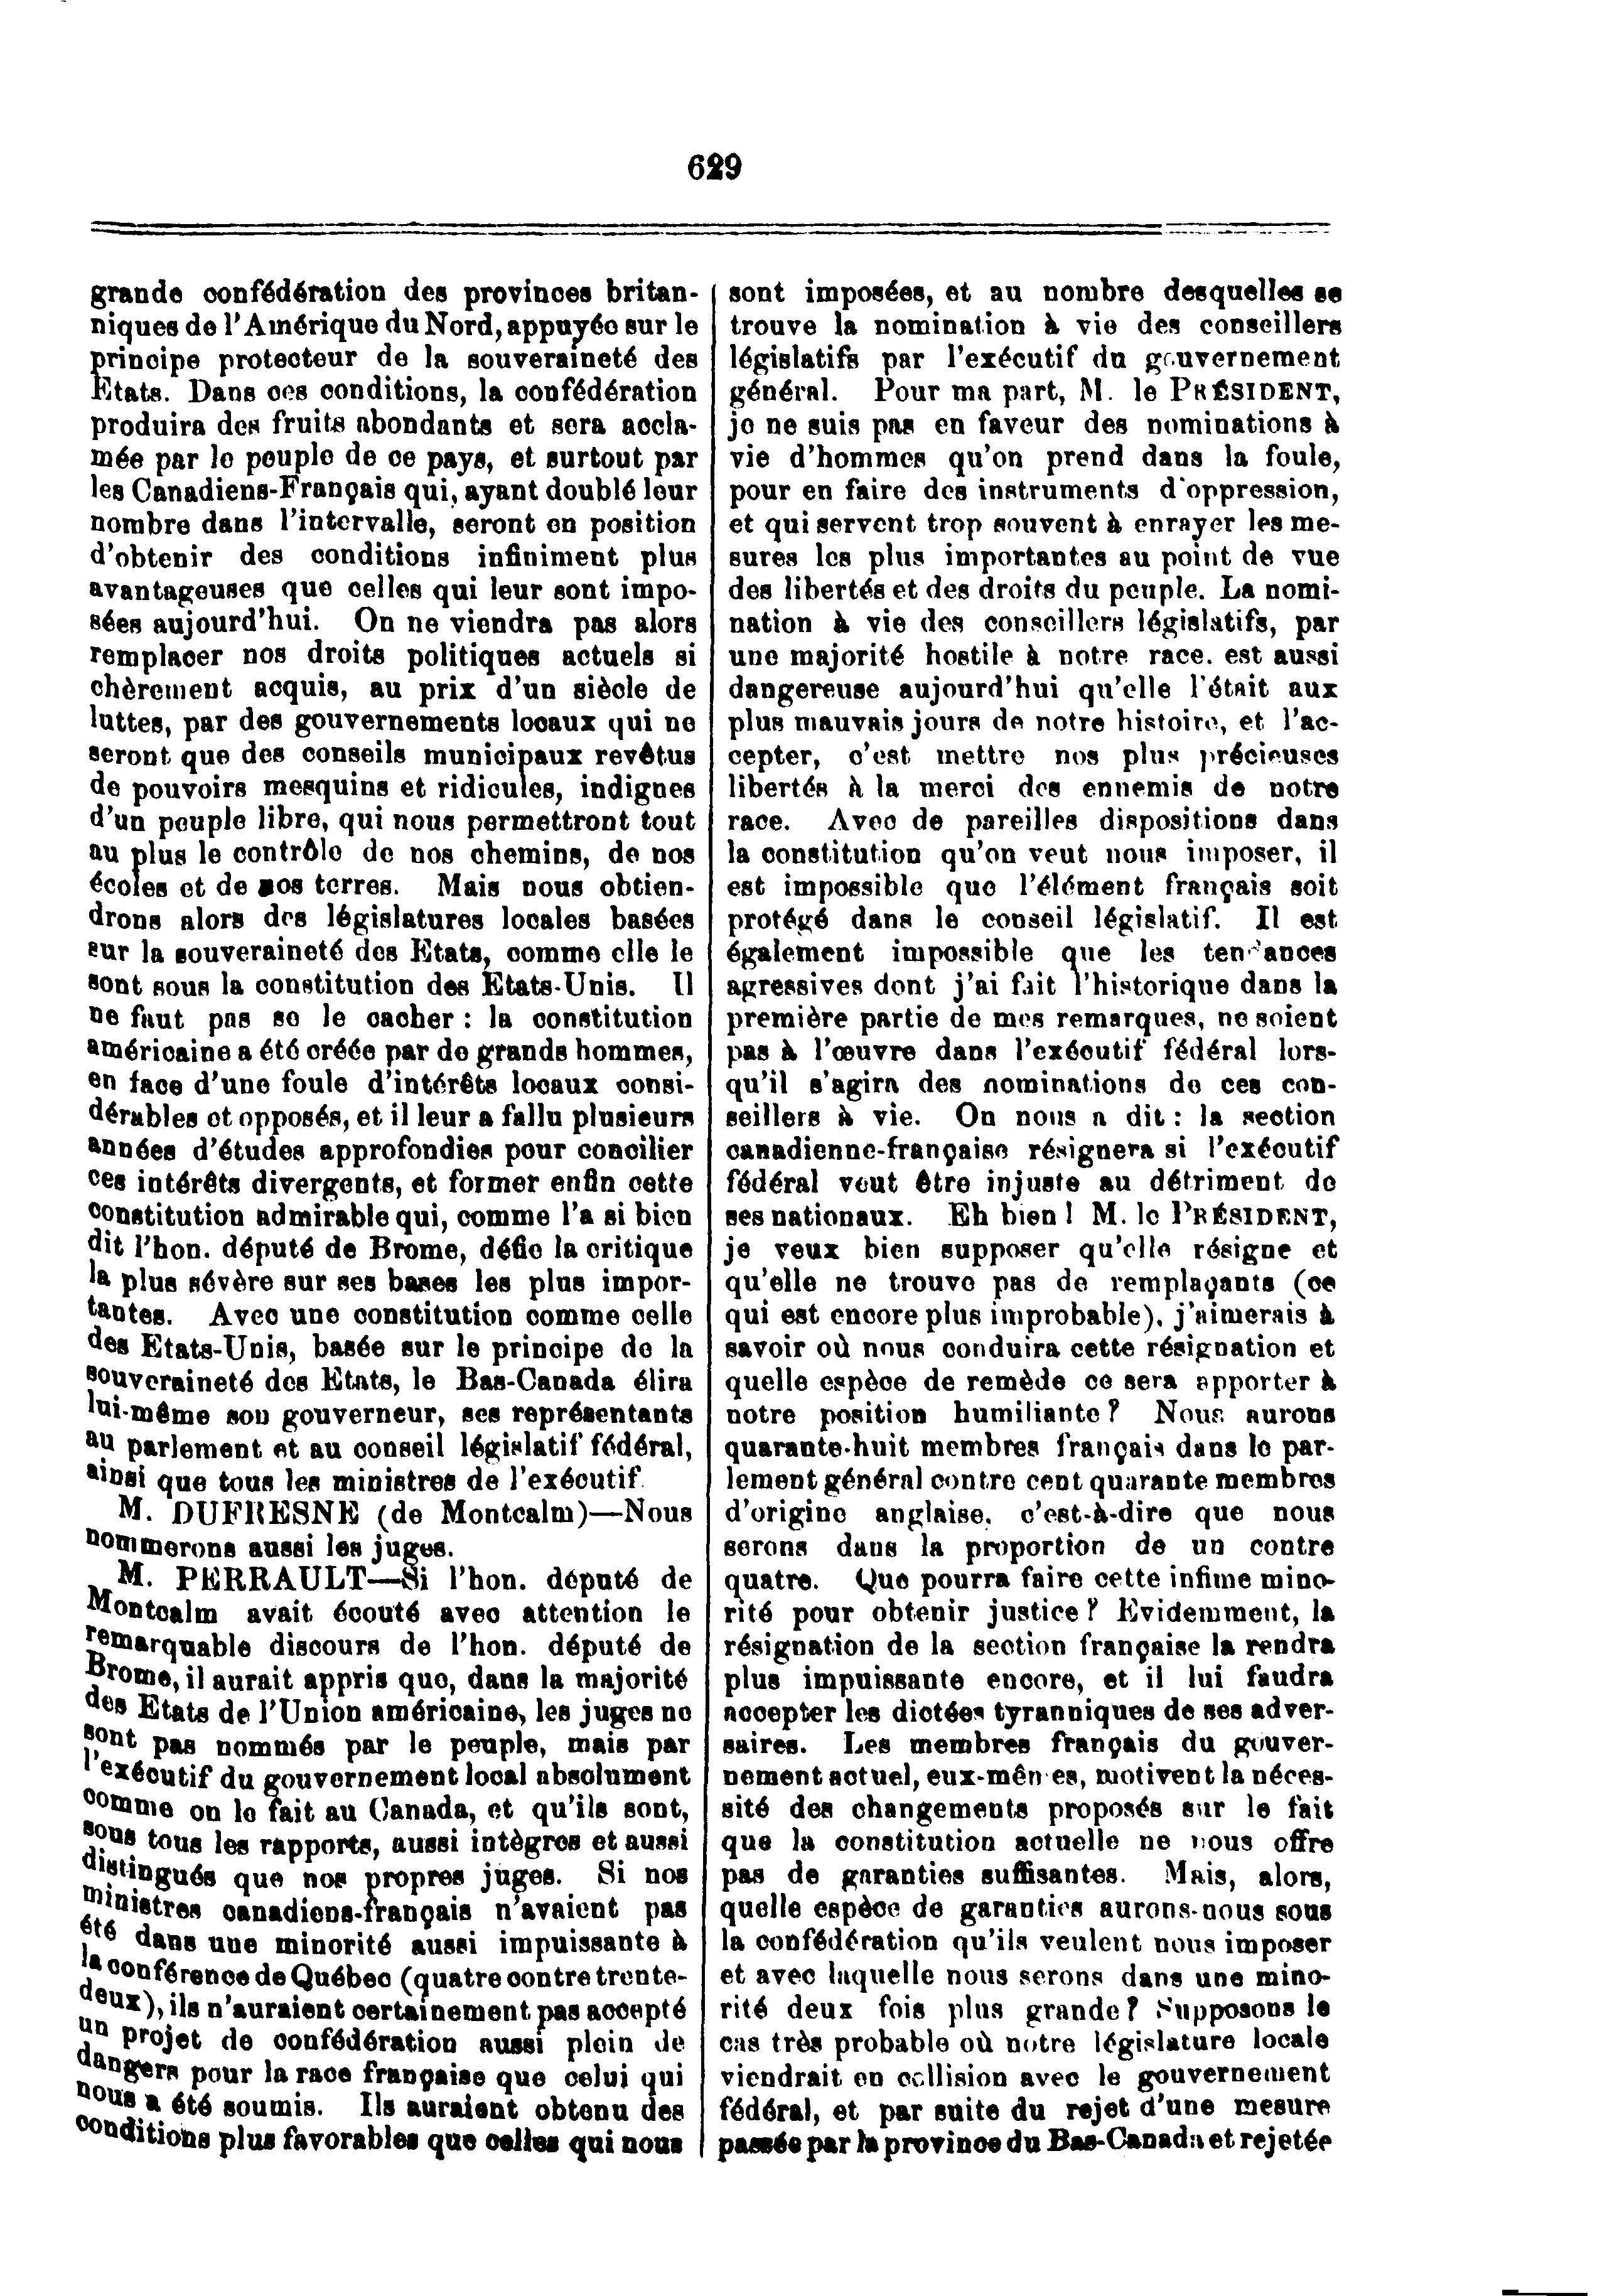 629
grande confédération des provinces britan-
niques de l'Amérique du Nord, appuyée sur le
principe protecteur de la souveraineté des
Etats. Dans ces conditions, la confédération
produira des fruits abondants et sera accla-
mée par le peuple de ce pays, et surtout par
les Canadiens-Français qui, ayant doublé leur
nombre dans l'intervalle, seront en position
d'obtenir des conditions infiniment plus
avantageuses que celles qui leur sont impo-
sées aujourd'hui. On ne viendra pas alors
remplacer nos droits politiques actuels si
chèrement acquis, au prix d'un siècle de
luttes, par des gouvernements locaux qui ne
seront que des conseils municipaux revêtus
de pouvoirs mesquins et ridicules, indignes
d'un peuple libre, qui nous permettront tout
au plus le contrôle de nos chemins, de nos
écoles et de nos terres. Mais nous obtien-
drons alors des législatures locales basées
sur la souveraineté des Etats, comme elle le
sont sous la constitution des Etats-Unis. Il
ne faut pas se le cacher : la constitution
américaine a été créée par de grands hommes,
en face d'une foule d'intérêts locaux consi-
dérables et opposés, et il leur a fallu plusieurs
années d'études approfondies pour concilier
ces intérêts divergents, et former enfin cette
constitution admirable qui, comme l'a si bien
dit l'hon. député de Brome, défie la critique
la plus sévère sur ses bases les plus impor-
tantes. Avec une constitution comme celle
des Etats-Unis, basée sur le principe de la
souveraineté des Etats, le Bas-Canada élira
lui-même son gouverneur, ses représentants
au parlement et au conseil législatif fédéral,
ainsi que tous les ministres de l'exécutif.
M. DUFRESNE (de Montcalm)—Nous
nommerons aussi les juges.
M. PERRAULT—Si l'hon. député de
Montcalm avait écouté avec attention le
remarquable discours de l'hon. député de
Brome, il aurait appris que, dans la majorité
des Etats de l'Union américaine, les juges ne
sont pas nommés par le peuple, mais par
l'exécutif du gouvernement local absolument
comme on le fait au Canada, et qu'ils sont,
sous tous les rapports, aussi intègres et aussi
distingués que nos propres juges. Si nos
ministres canadiens-français n'avaient pas
été dans une minorité aussi impuissante à
la conférence de Québec (quatre contre trente-
deux), ils n'auraient certainement pas accepté
un projet de confédération aussi plein de
dangers pour la race française que celui qui
nous a été soumis. Ils auraient obtenu des
conditions plus favorables que celles qui nous
sont imposées, et au nombre desquelles se
trouve la nomination à vie des conseillers
législatifs par l'exécutif du gouvernement
général. Pour ma part, M. le PRÉSIDENT,
je ne suis pas en faveur des nominations à
vie d'hommes qu'on prend dans la foule,
pour en faire des instruments d'oppression,
et qui servent trop souvent à enrayer les me-
sures les plus importantes au point de vue
des libertés et des droits du peuple. La nomi-
nation à vie des conseillers législatifs, par
une majorité hostile à notre race, est aussi
dangereuse aujourd'hui qu'elle l'était aux
plus mauvais jours de notre histoire, et l'ac-
cepter, c'est mettre nos plus précieuses
libertés à la merci des ennemis de notre
race. Avec de pareilles dispositions dans
la constitution qu'on veut nous imposer, il
est impossible que l'élément français soit
protégé dans le conseil législatif. Il est
également impossible que les tendances
agressives dont j'ai fait l'historique dans la
première partie de mes remarques, ne soient
pas à l'œuvre dans l'exécutif fédéral lors-
qu'il s'agira des nominations de ces con-
seillers à vie. On nous a dit : la section
canadienne-française résignera si l'exécutif
fédéral veut être injuste au détriment de
ses nationaux. Eh bien ! M. le PRÉSIDENT,
je veux bien supposer qu'elle résigne et
qu'elle ne trouve pas de remplaçants (ce
qui est encore plus improbable), j'aimerais à
savoir où nous conduira cette résignation et
quelle espèce de remède ce sera apporter à
notre position humiliante ? Nous aurons
quarante-huit membres français dans le par-
lement général contre cent quarante membres
d'origine anglaise, c'est-à-dire que nous
serons dans la proportion de un contre
quatre. Que pourra faire cette infime mino-
rité pour obtenir justice ? Evidemment, la
résignation de la section française la rendra
plus impuissante encore, et il lui faudra
accepter les dictées tyranniques de ses adver-
saires. Les membres français du gouver-
nement actuel, eux-mêmes, motivent la néces-
sité des changements proposés sur le fait
que la constitution actuelle ne nous offre
pas de garanties suffisantes. Mais, alors,
quelle espèce de garanties aurons-nous sous
la confédération qu'ils veulent nous imposer
et avec laquelle nous serons dans une mino-
rité deux fois plus grande ? Supposons le
cas très probable où notre législature locale
viendrait en collision avec le gouvernement
fédéral, et par suite du rejet d'une mesure
passée par la province du Bas-Canada et rejetée